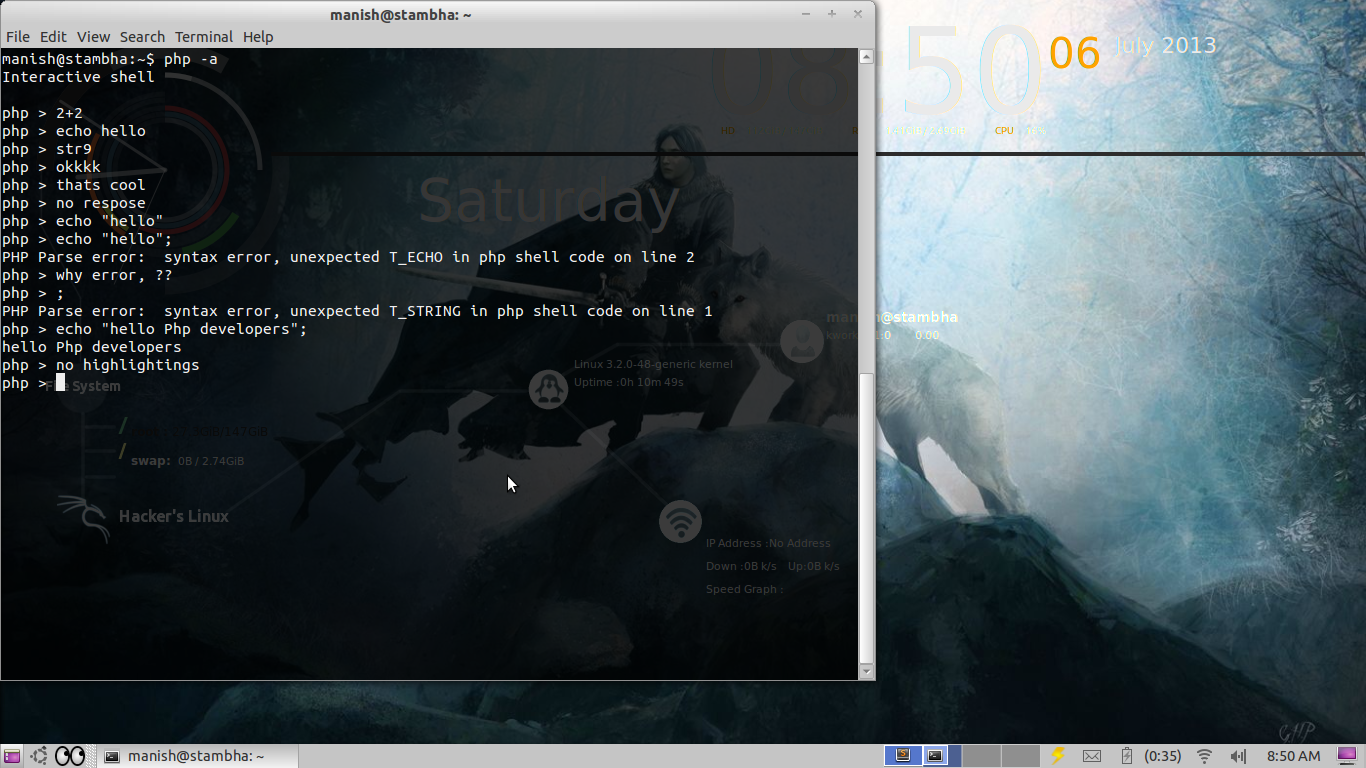 manish@stambha: ~
File Edit View Search Terminal Help
manish@stambha:~$ php -a
Interactive shell
php > 2+2
php > echo hello
php > str9
php > okkkk
php > thats cool
php > no respose
php > echo "hello"
php > echo "hello";
PHP Parse error:  syntax error, unexpected T_ECHO in php shell code on line 2
php > why error, ??
php > ;
PHP Parse error:  syntax error, unexpected T_STRING in php shell code on line 1
php > echo "hello Php developers";
hello Php developers
php > no highlightings
php >
08 50 06 July 2013
HD CPU
Saturday
manish@stambha
0.00
Linux 3.2.0-48-generic kernel
Uptime :0h 10m 49s
File System
swap: 0B / 2.74GiB
Hacker's Linux
IP Address :No Address
Down :0B k/s Up:0B k/s
Speed Graph :
GHP
manish@stambha: ~
(0:35)
8:50 AM